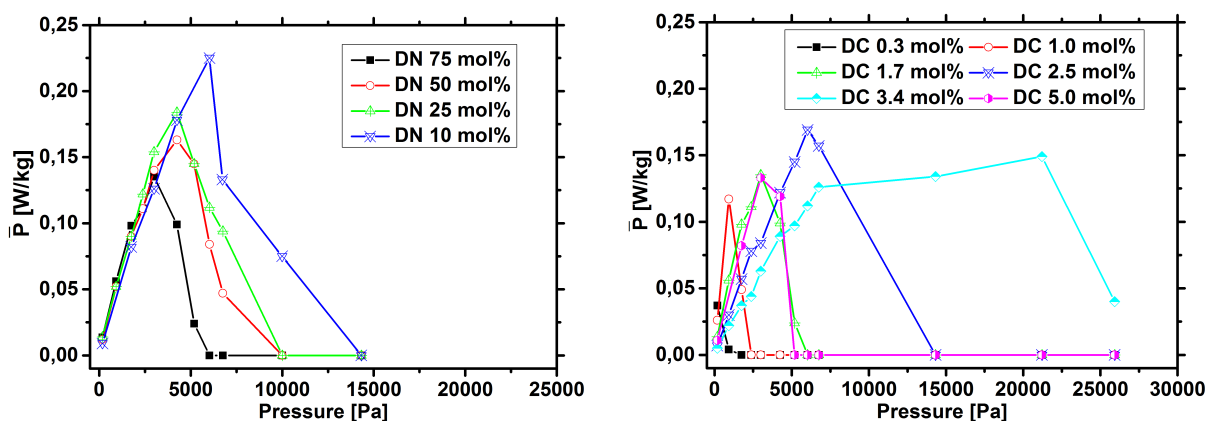 0,25
0,20
0,15
0,10
0,05
0,00
P̅ [W/kg]
DN 75 mol%
DN 50 mol%
DN 25 mol%
DN 10 mol%
0 5000 10000 15000 20000 25000
Pressure [Pa]
0,25
0,20
0,15
0,10
0,05
0,00
P̅ [W/kg]
DC 0.3 mol% DC 1.0 mol%
DC 1.7 mol% DC 2.5 mol%
DC 3.4 mol% DC 5.0 mol%
0 5000 10000 15000 20000 25000 30000
Pressure [Pa]